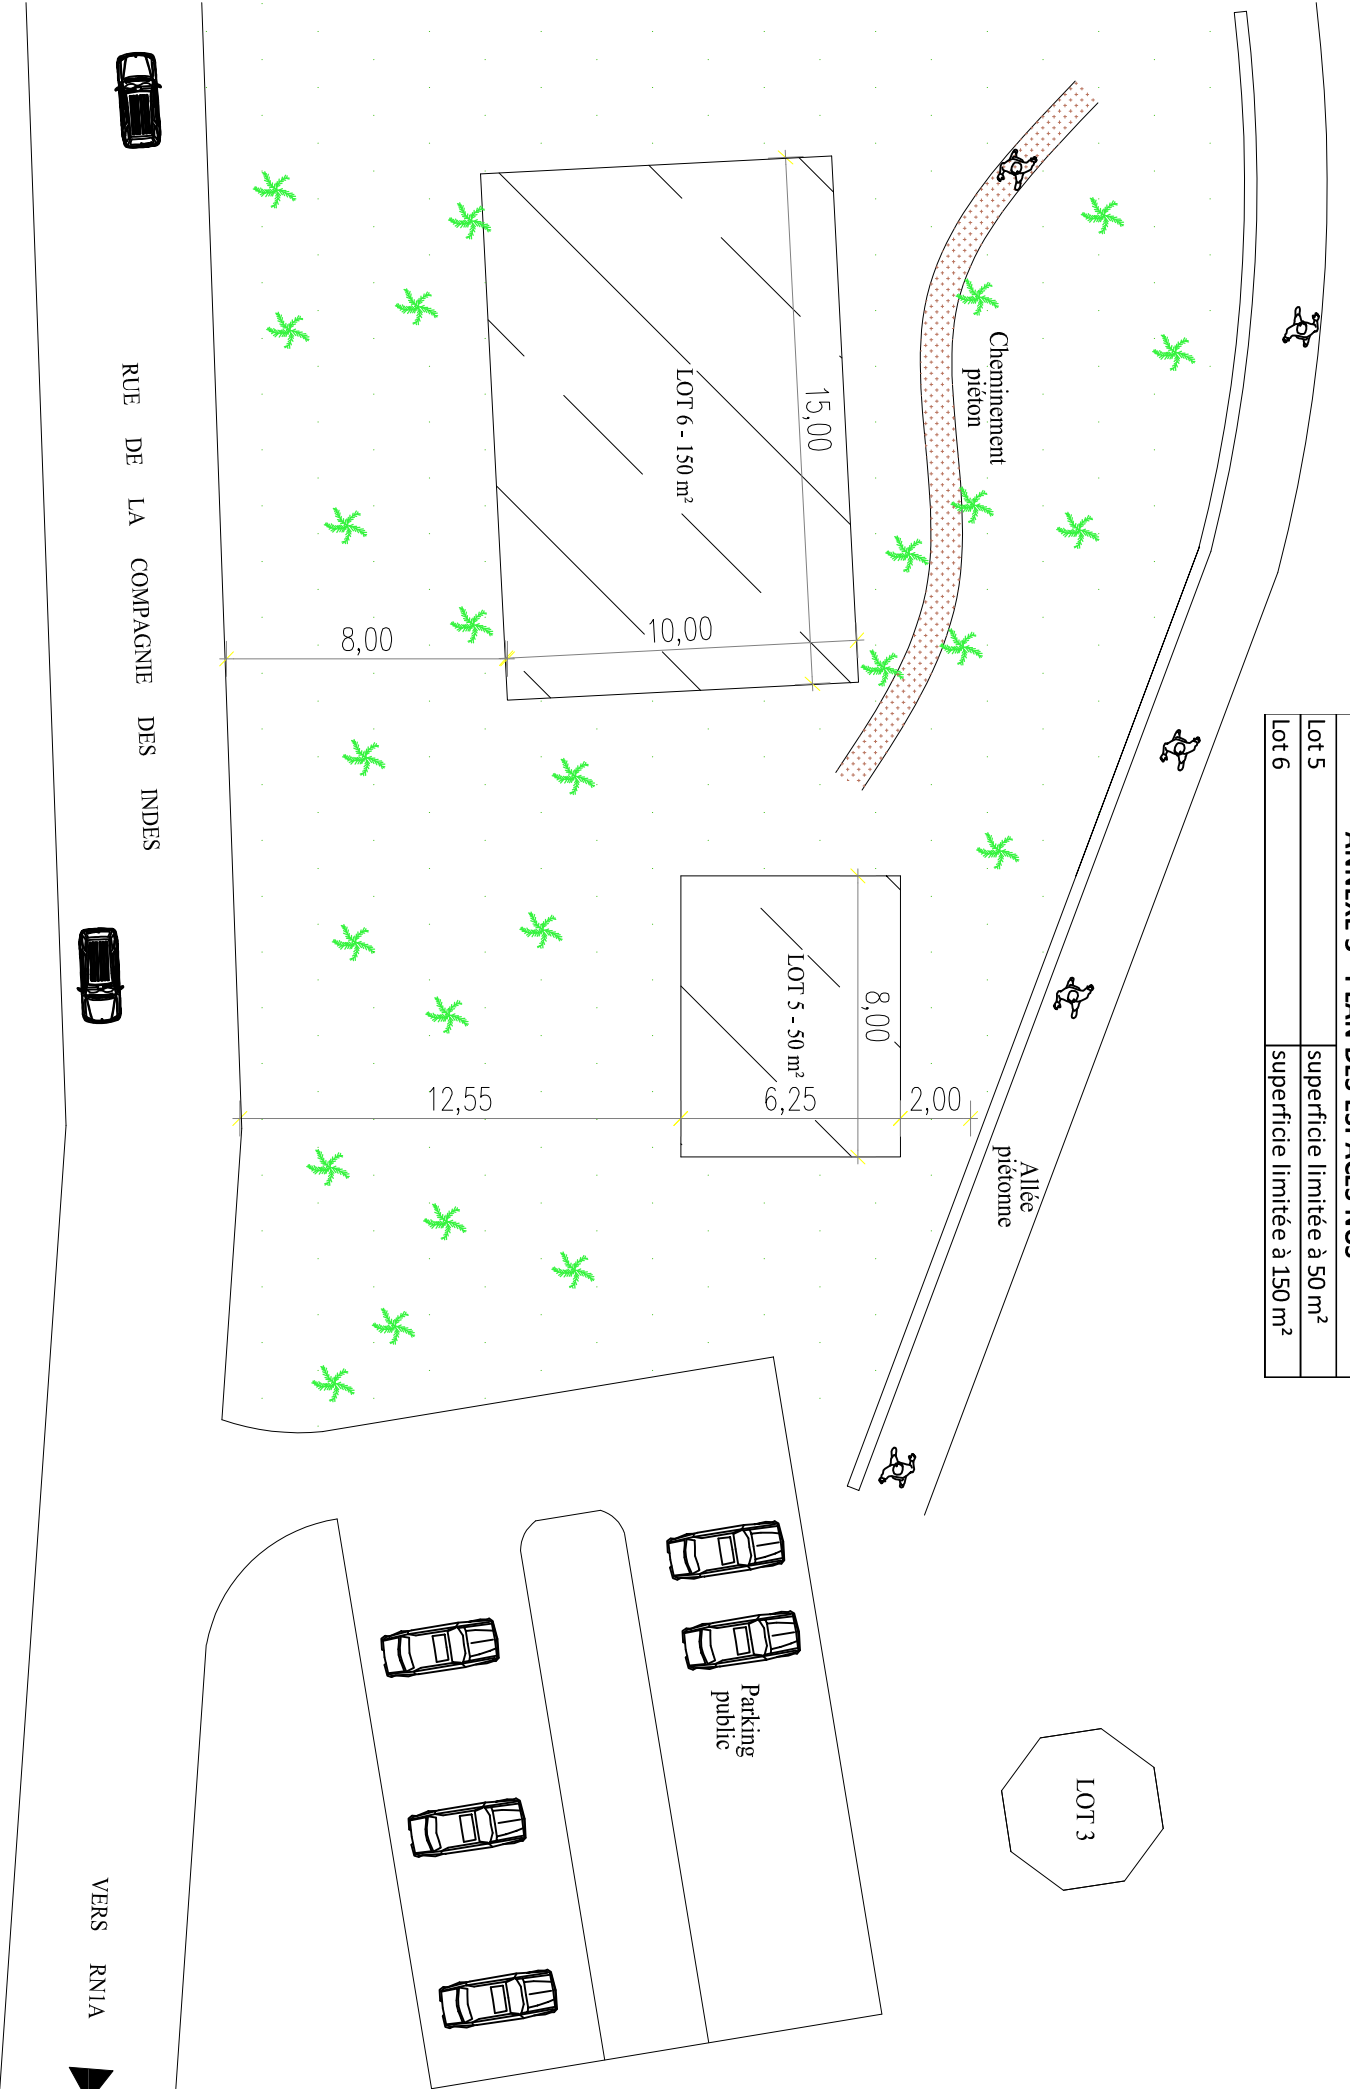 Lot 5
superficie limitée à 50 m²
Lot 6
superficie limitée à 150 m²
Cheminement
piéton
15,00
LOT 6 - 150 m²
10,00
8,00
RUE DE LA COMPAGNIE DES INDES
8,00
LOT 5 - 50 m²
12,55
6,25
2,00
Allée
piétonne
Parking
public
LOT 3
VERS RN1A